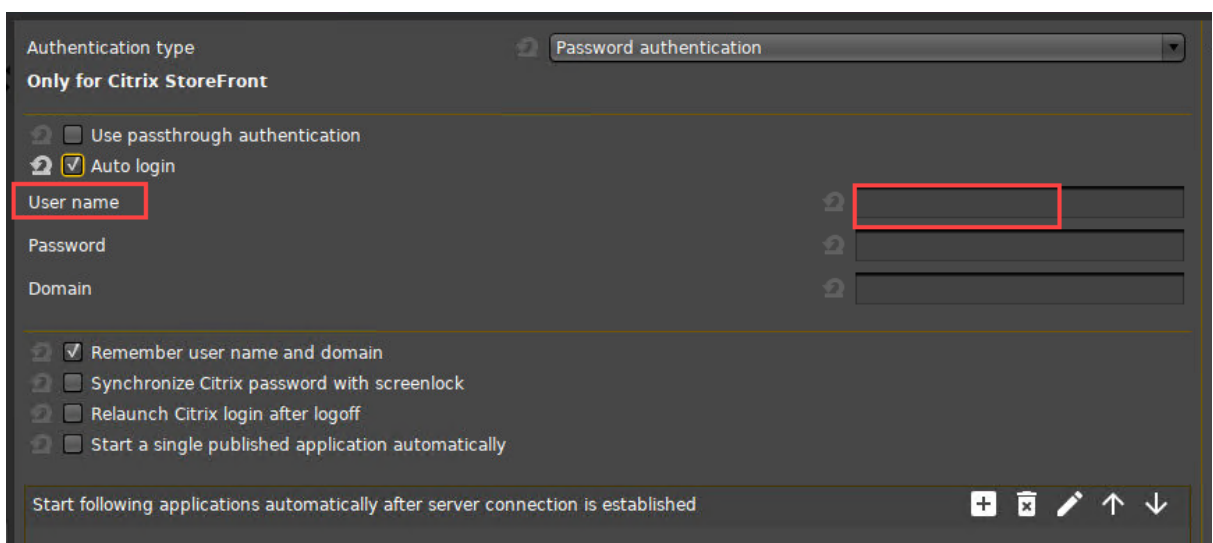 Authentication type Password authentication
Only for Citrix StoreFront
Use passthrough authentication
Auto login
User name
Password
Domain
Remember user name and domain
Synchronize Citrix password with screenlock
Relaunch Citrix login after logoff
Start a single published application automatically
Start following applications automatically after server connection is established